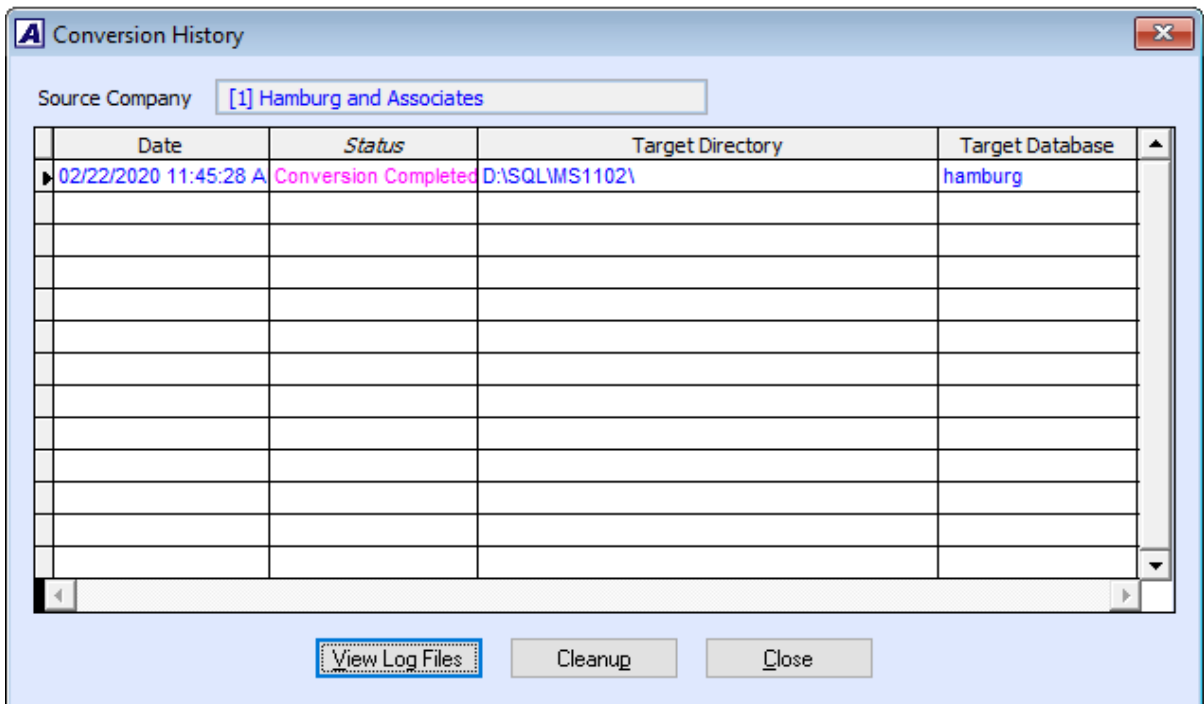 Conversion History
Source Company [1] Hamburg and Associates
Date Status Target Directory Target Database
02/22/2020 11:45:28 A Conversion Completed D:\SQL\MS1102\ hamburg
View Log Files Cleanup Close